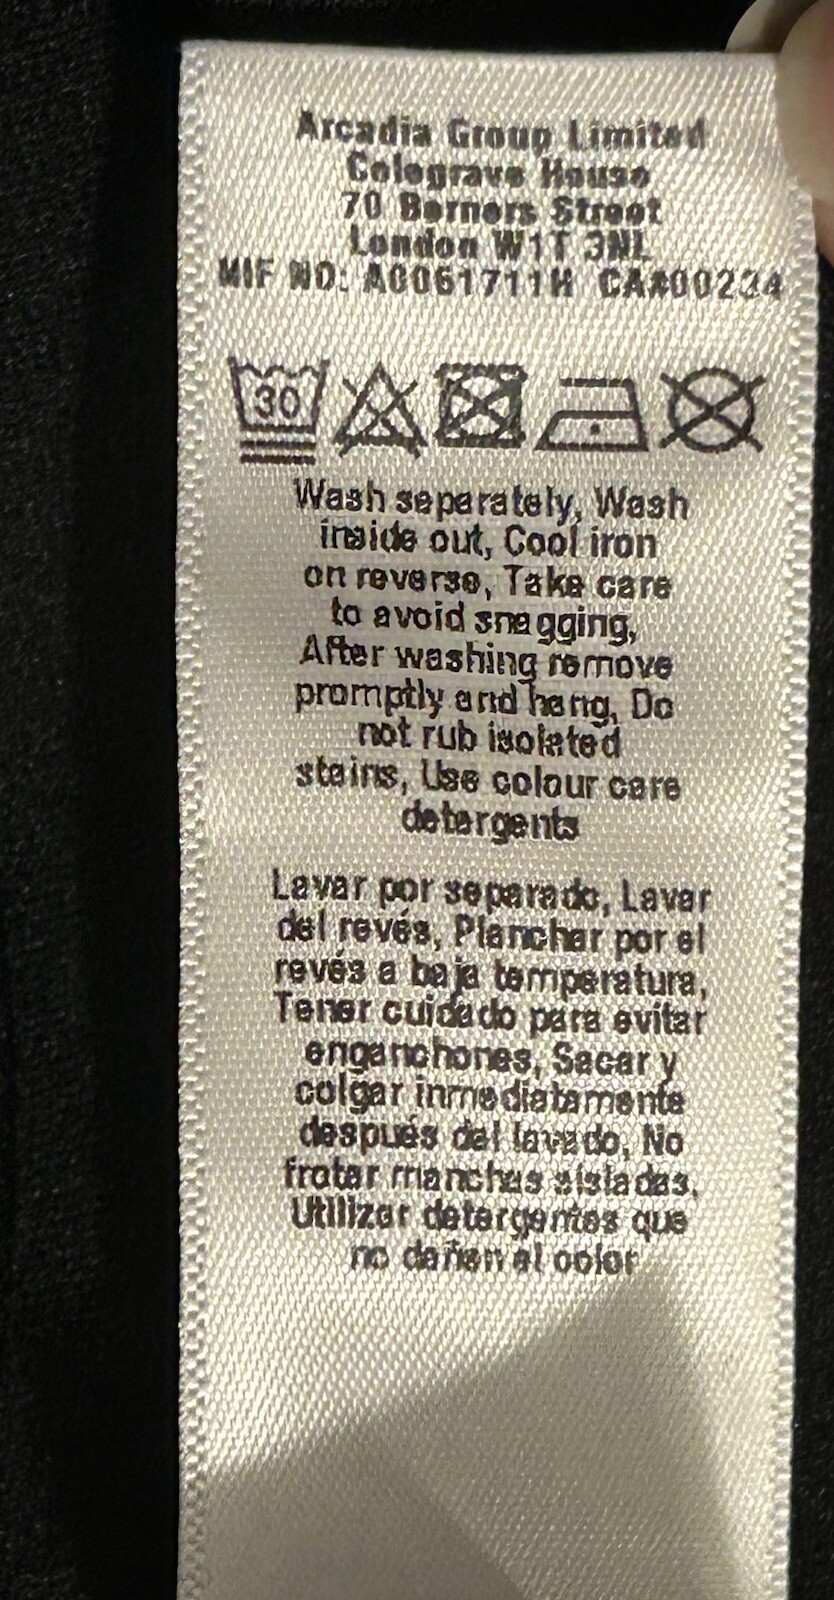 Arcadia Group Limited
Colegrave House
70 Berners Street
London W1T 3NL
MIF NO: A0061711H CA#00234
30
Wash separately, Wash
inside out, Cool iron
on reverse, Take care
to avoid snagging,
After washing remove
promptly and hang, Do
not rub isolated
stains, Use colour care
detergents
Lavar por separado, Lavar
del revés, Planchar por el
revés a baja temperatura,
Tener cuidado para evitar
enganchones, Sacar y
colgar inmediatamente
después del lavado, No
frotar manchas aisladas,
Utilizar detergentes que
no dañen el color